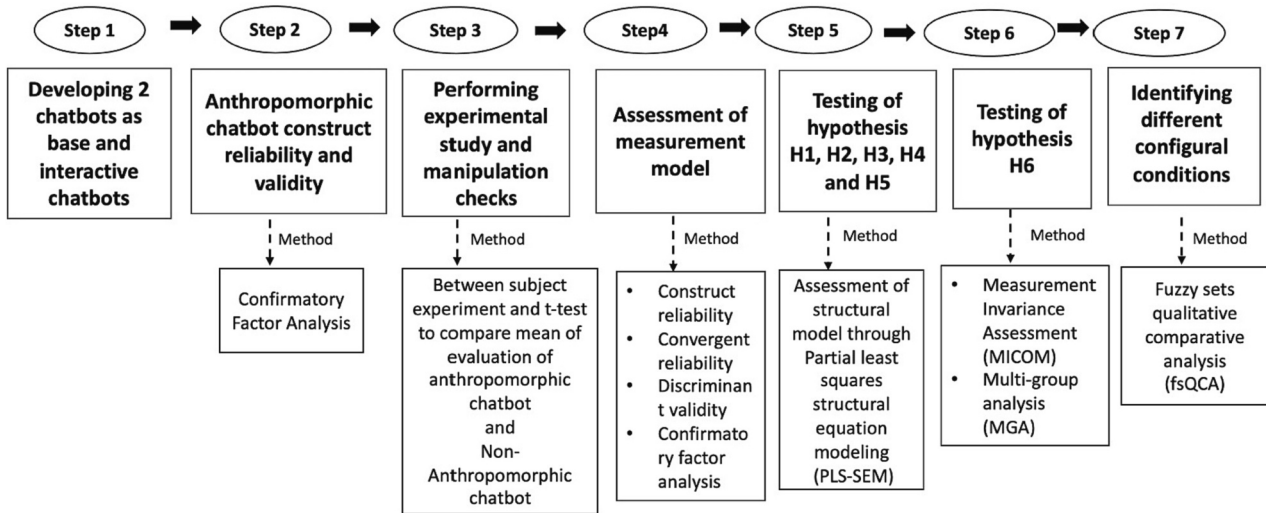 Step 1
Step 2
Step 3
Step4
Step 5
Step 6
Step 7
Developing 2
chatbots as
base and
interactive
chatbots
Anthropomorphic
chatbot construct
reliability and
validity
Performing
experimental
study and
manipulation
checks
Assessment of
measurement
model
Testing of
hypothesis
H1, H2, H3, H4
and H5
Testing of
hypothesis
H6
Identifying
different
configural
conditions
Method
Method
Method
Method
Method
Method
Confirmatory
Factor Analysis
Between subject
experiment and t-test
to compare mean of
evaluation of
anthropomorphic
chatbot
and
Non-
Anthropomorphic
chatbot
• Construct
reliability
• Convergent
reliability
• Discriminan
t validity
• Confirmato
ry factor
analysis
Assessment of
structural
model through
Partial least
squares
structural
equation
modeling
(PLS-SEM)
• Measurement
Invariance
Assessment
(MICOM)
• Multi-group
analysis
(MGA)
Fuzzy sets
qualitative
comparative
analysis
(fsQCA)